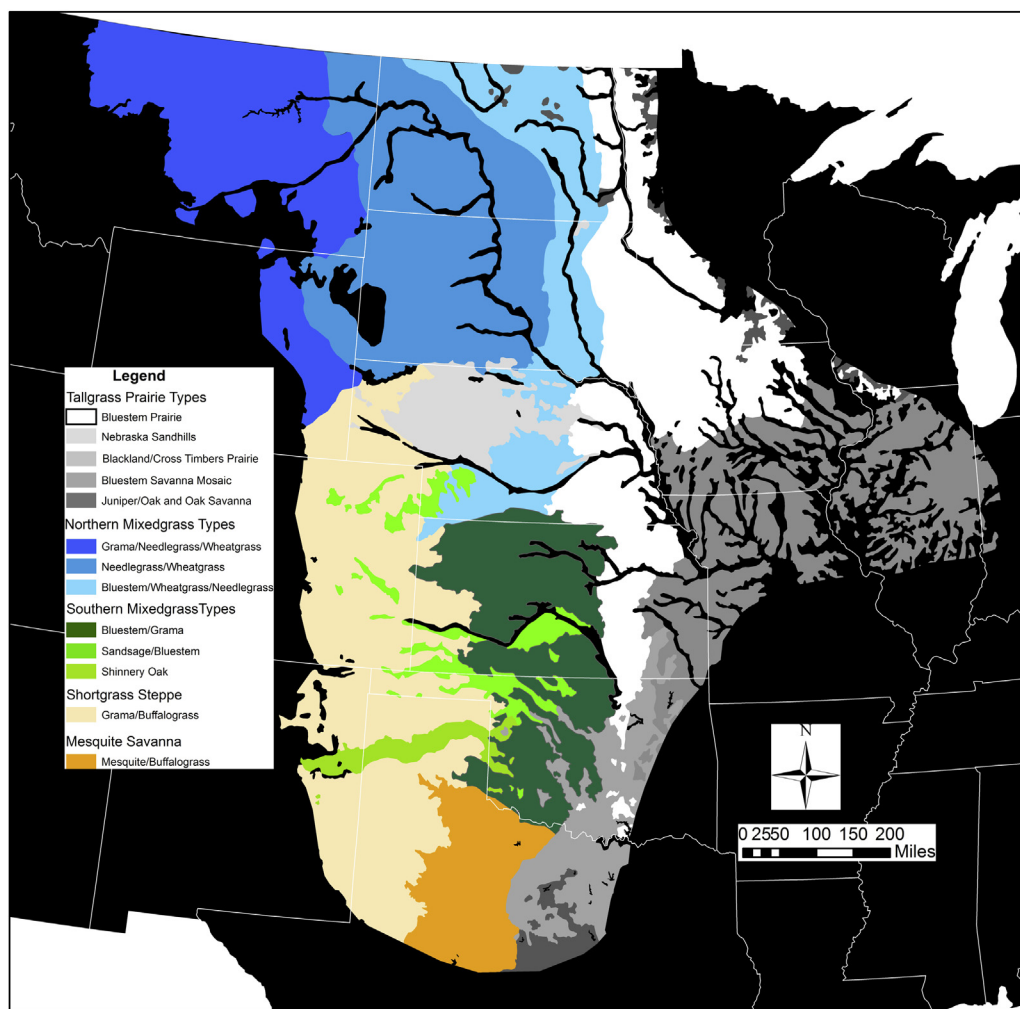 Legend
Tallgrass Prairie Types
Bluestem Prairie
Nebraska Sandhills
Blackland/Cross Timbers Prairie
Bluestem Savanna Mosaic
Juniper/Oak and Oak Savanna
Northern Mixedgrass Types
Grama/Needlegrass/Wheatgrass
Needlegrass/Wheatgrass
Bluestem/Wheatgrass/Needlegrass
Southern MixedgrassTypes
Bluestem/Grama
Sandsage/Bluestem
Shinnery Oak
Shortgrass Steppe
Grama/Buffalograss
Mesquite Savanna
Mesquite/Buffalograss
N
0 2550 100 150 200
Miles